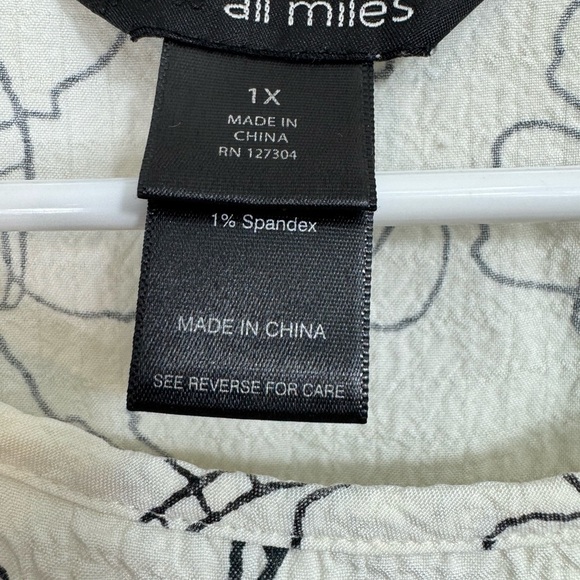 all miles
1X
MADE IN
CHINA
RN 127304
1% Spandex
MADE IN CHINA
SEE REVERSE FOR CARE